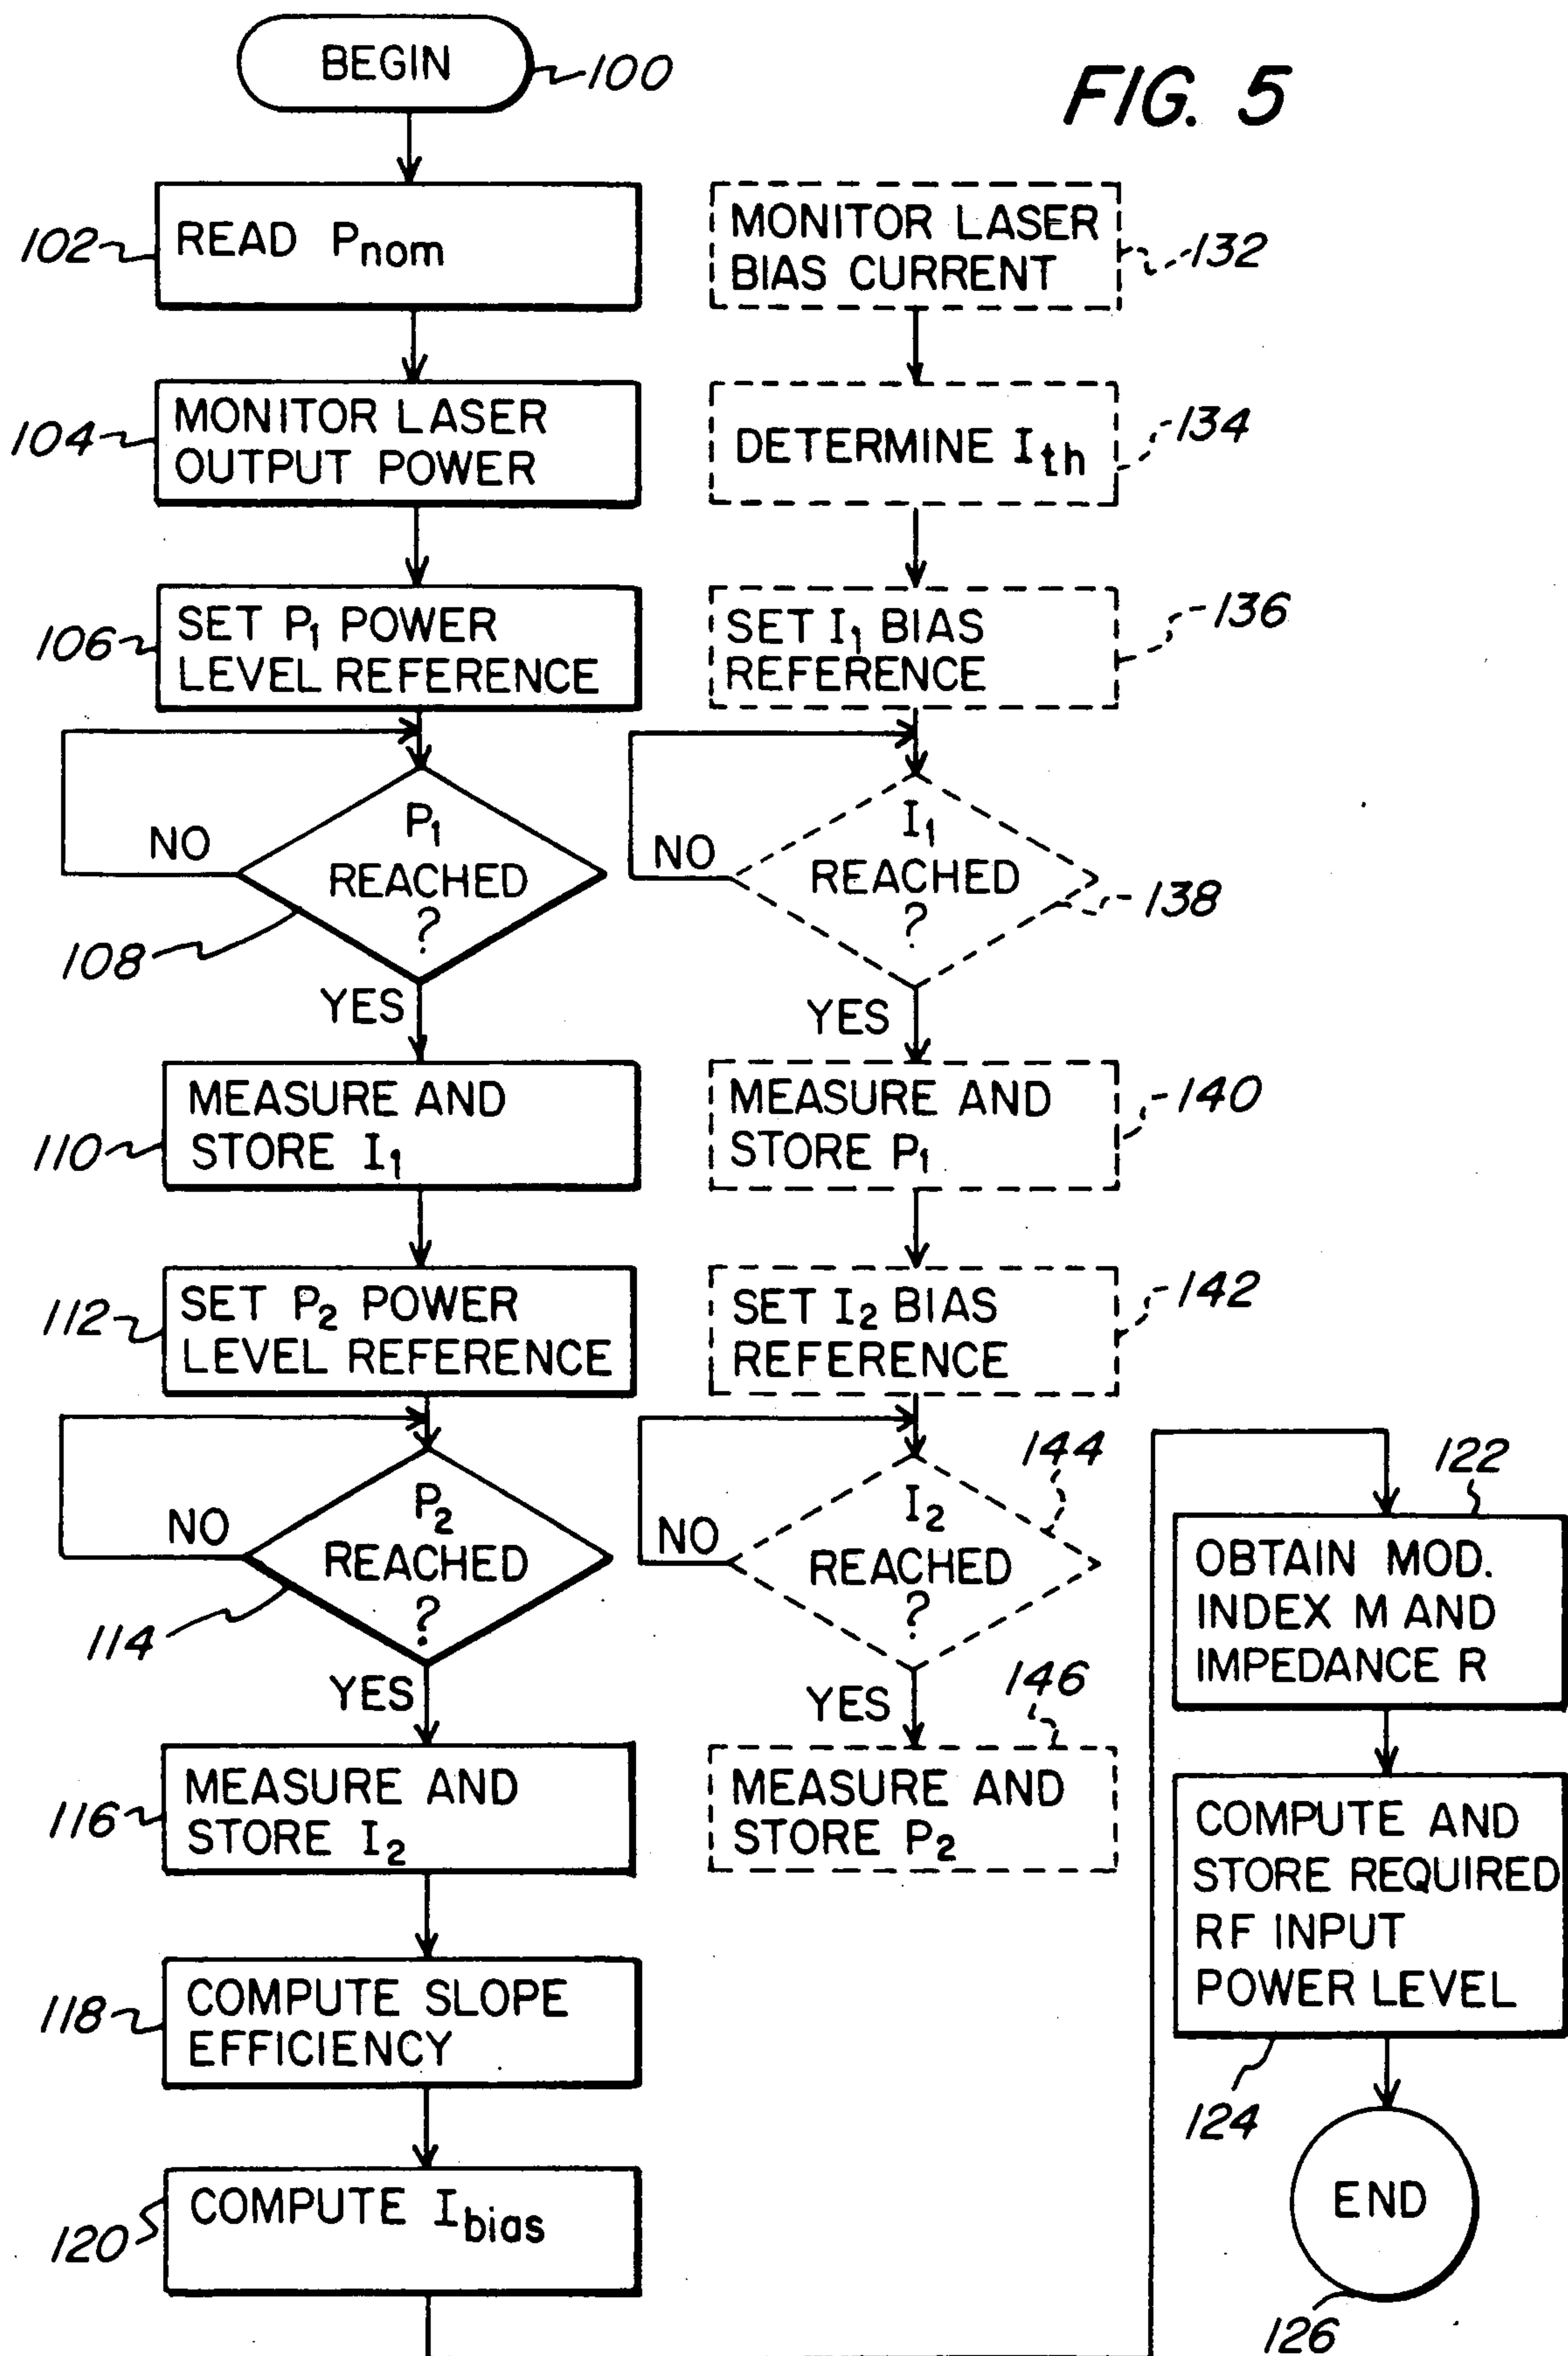 FIG. 5
BEGIN
100
102
READ Pnom
104
MONITOR LASER
OUTPUT POWER
106
SET P1 POWER
LEVEL REFERENCE
P1
REACHED
?
NO
108
YES
110
MEASURE AND
STORE I1
112
SET P2 POWER
LEVEL REFERENCE
P2
REACHED
?
NO
114
YES
116
MEASURE AND
STORE I2
118
COMPUTE SLOPE
EFFICIENCY
120
COMPUTE Ibias
MONITOR LASER
BIAS CURRENT
132
DETERMINE Ith
134
SET I1 BIAS
REFERENCE
136
I1
REACHED
?
NO
138
YES
MEASURE AND
STORE P1
140
SET I2 BIAS
REFERENCE
142
144
I2
REACHED
?
NO
YES
146
MEASURE AND
STORE P2
122
OBTAIN MOD.
INDEX M AND
IMPEDANCE R
COMPUTE AND
STORE REQUIRED
RF INPUT
POWER LEVEL
124
END
126